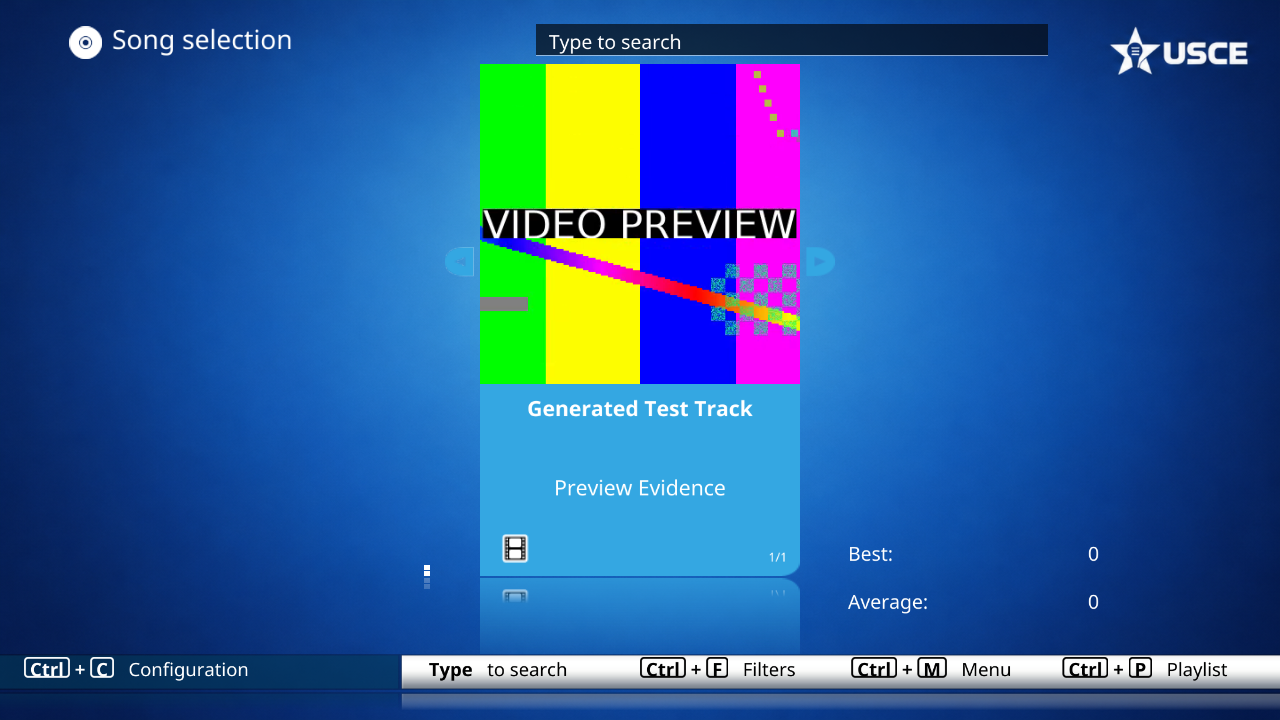 Song selection
Type to search
USCE
VIDEO PREVIEW
Generated Test Track
Preview Evidence
1/1
Best: 0
Average: 0
Ctrl + C Configuration
Type to search
Ctrl + F Filters
Ctrl + M Menu
Ctrl + P Playlist